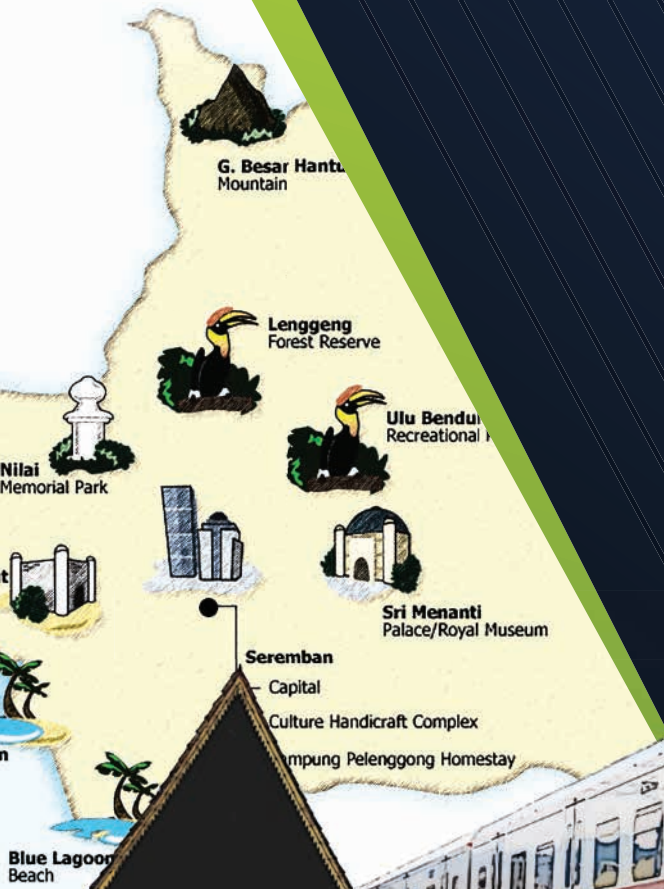 G. Besar Hantu
Mountain
Lenggeng
Forest Reserve
Ulu Bendul
Recreational
Nilai
Memorial Park
Sri Menanti
Palace/Royal Museum
Seremban
Capital
Culture Handicraft Complex
ampung Pelenggong Homestay
Blue Lagoon
Beach